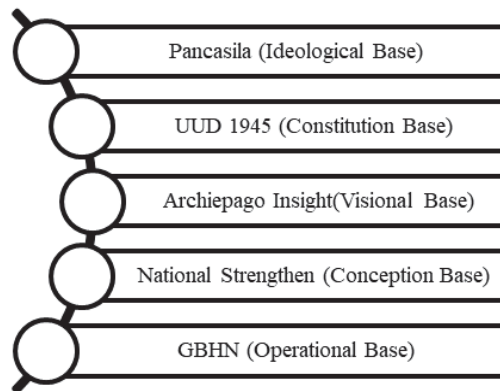 Pancasila (Ideological Base)
UUD 1945 (Constitution Base)
Archiepago Insight(Visional Base)
National Strengthen (Conception Base)
GBHN (Operational Base)